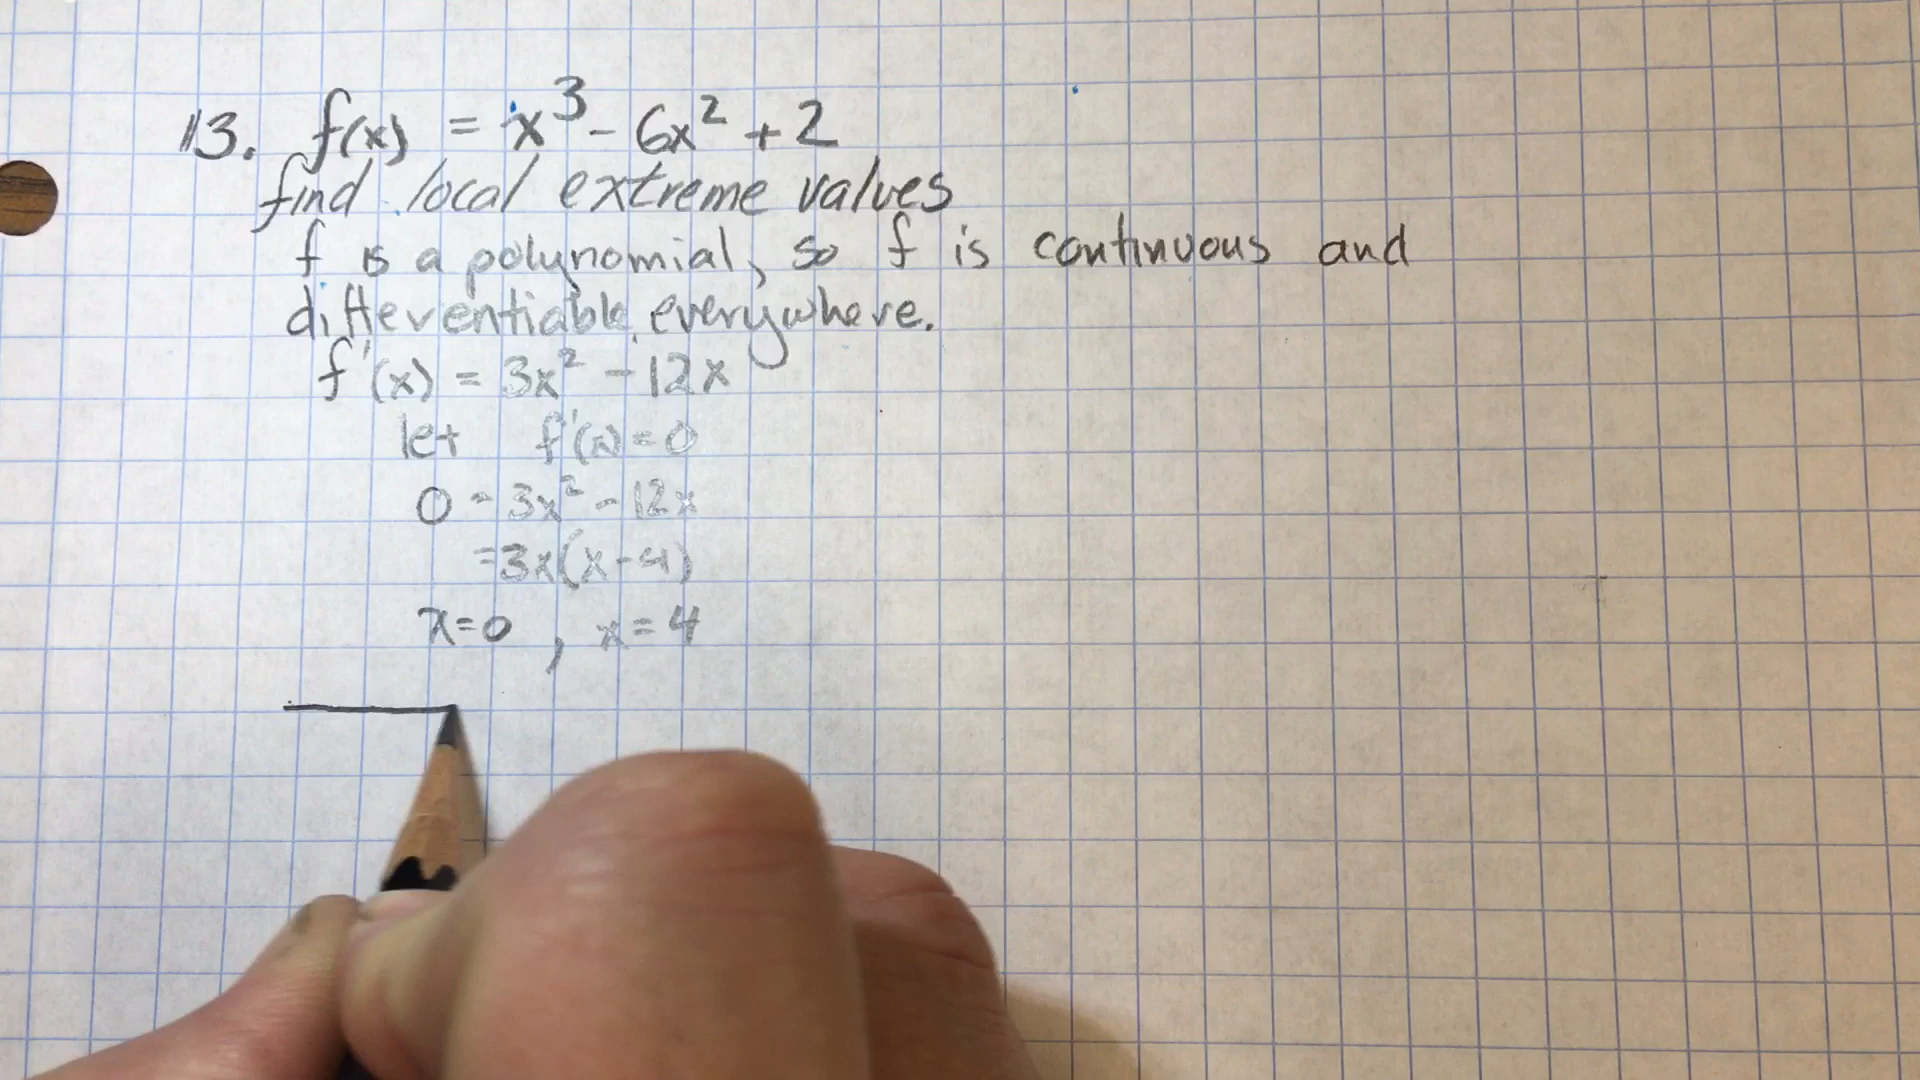 13. f(x) = x³ - 6x² + 2
find local extreme values
f is a polynomial, so f is continuous and
differentiable everywhere.
f'(x) = 3x² - 12x
let f'(x) = 0
0 = 3x² - 12x
= 3x(x-4)
x=0 , x=4